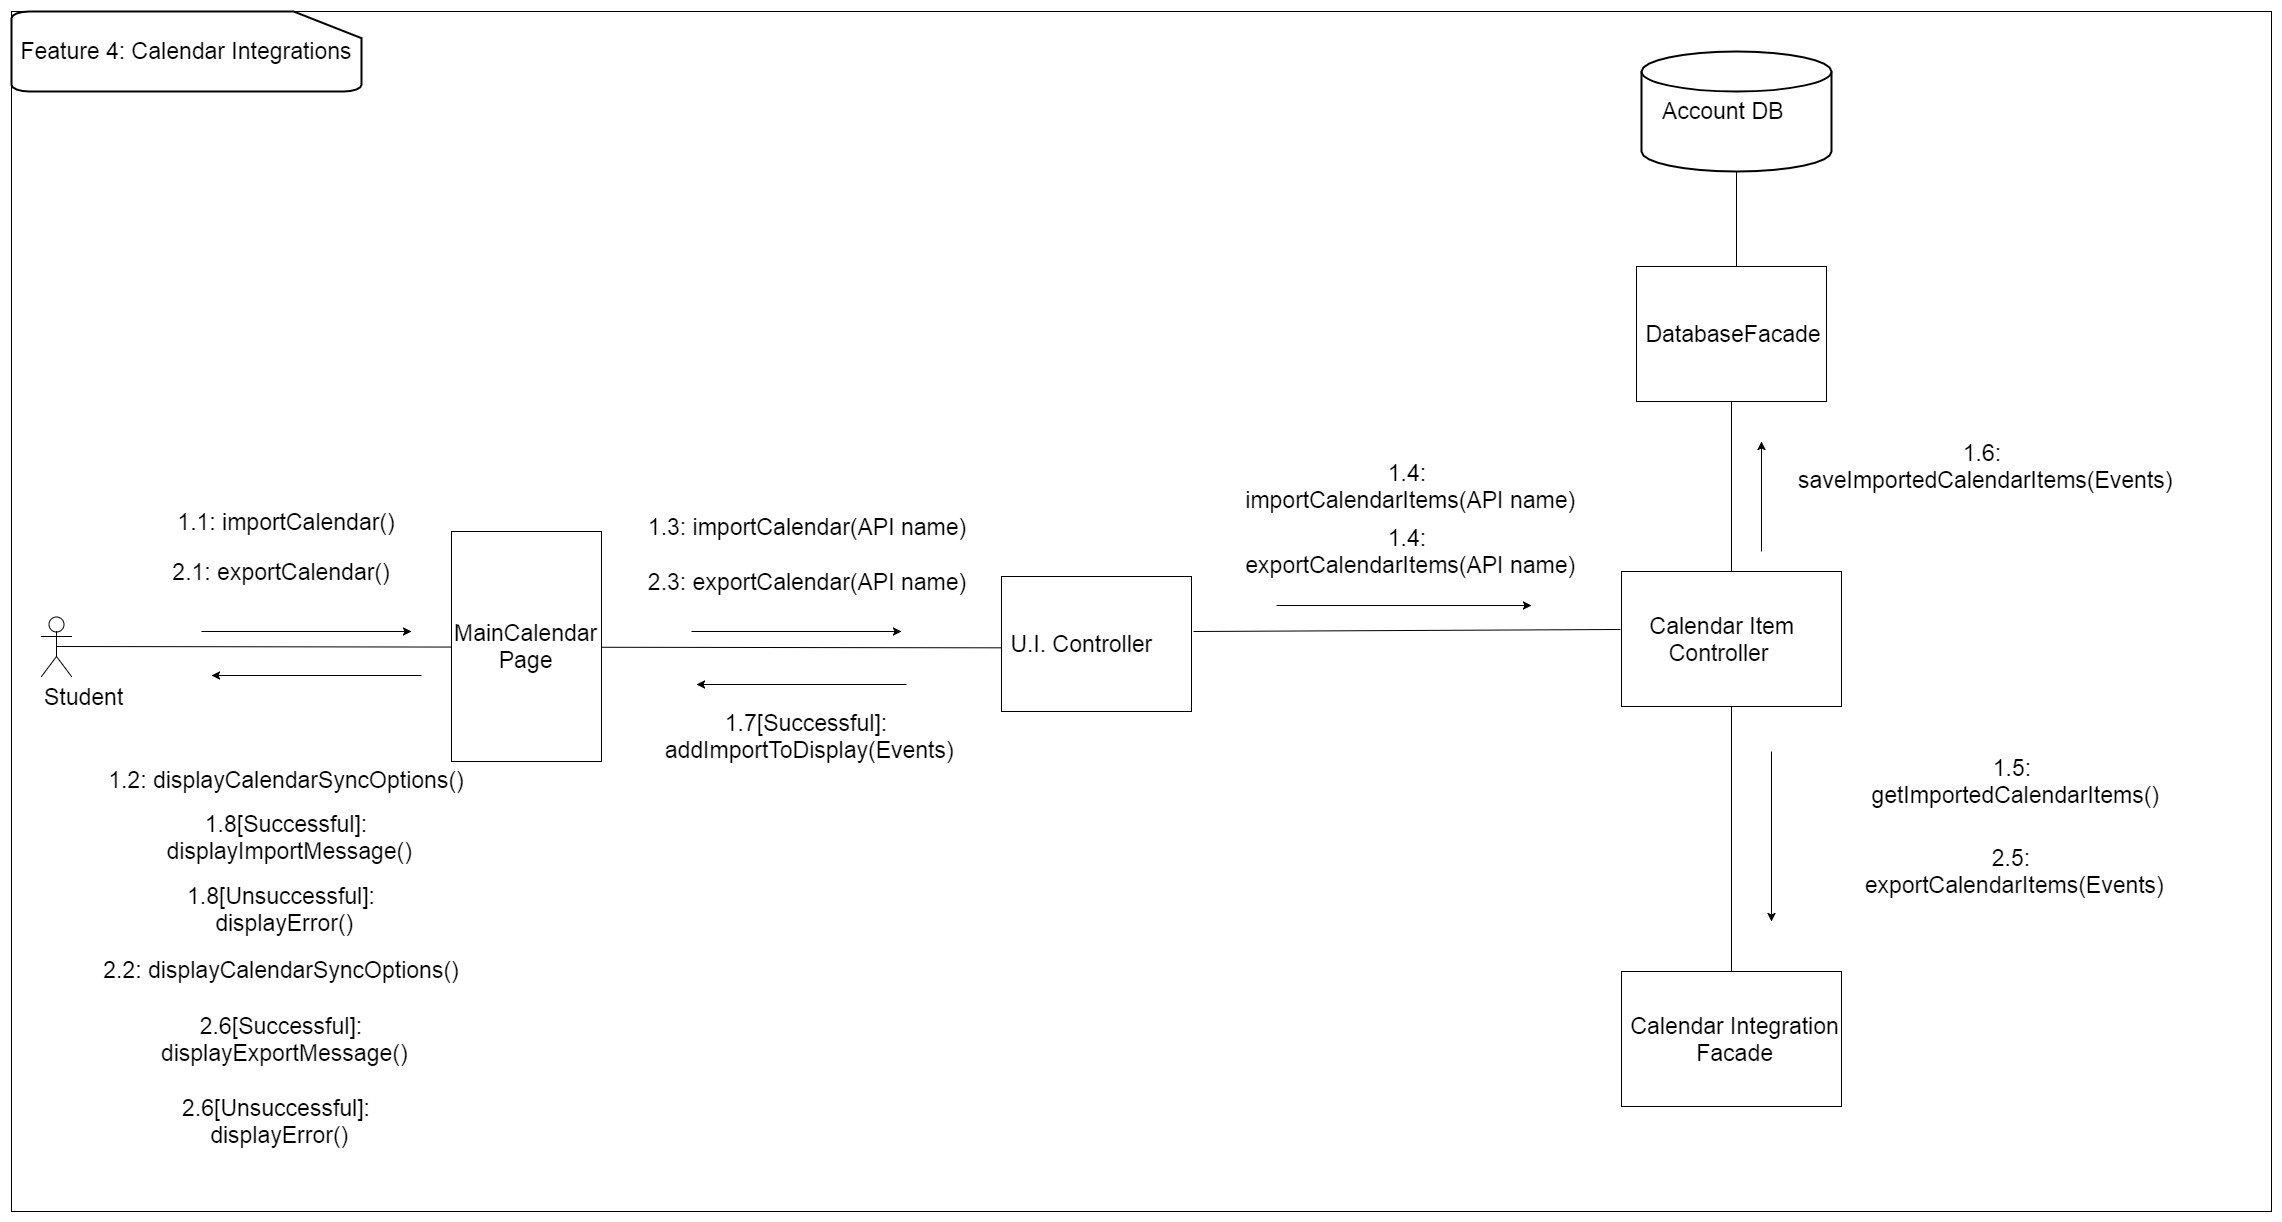 Feature 4: Calendar Integrations
Account DB
DatabaseFacade
1.6:
saveImportedCalendarItems(Events)
1.4:
importCalendarItems(API name)
1.4:
exportCalendarItems(API name)
1.1: importCalendar()
2.1: exportCalendar()
1.3: importCalendar(API name)
2.3: exportCalendar(API name)
Student
MainCalendar
Page
U.I. Controller
Calendar Item
Controller
1.7[Successful]:
addImportToDisplay(Events)
1.2: displayCalendarSyncOptions()
1.8[Successful]:
displayImportMessage()
1.8[Unsuccessful]:
displayError()
2.2: displayCalendarSyncOptions()
2.6[Successful]:
displayExportMessage()
2.6[Unsuccessful]:
displayError()
1.5:
getImportedCalendarItems()
2.5:
exportCalendarItems(Events)
Calendar Integration
Facade